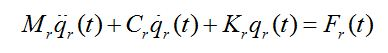 M_r q̈_r(t) + C_r q̇_r(t) + K_r q_r(t) = F_r(t)